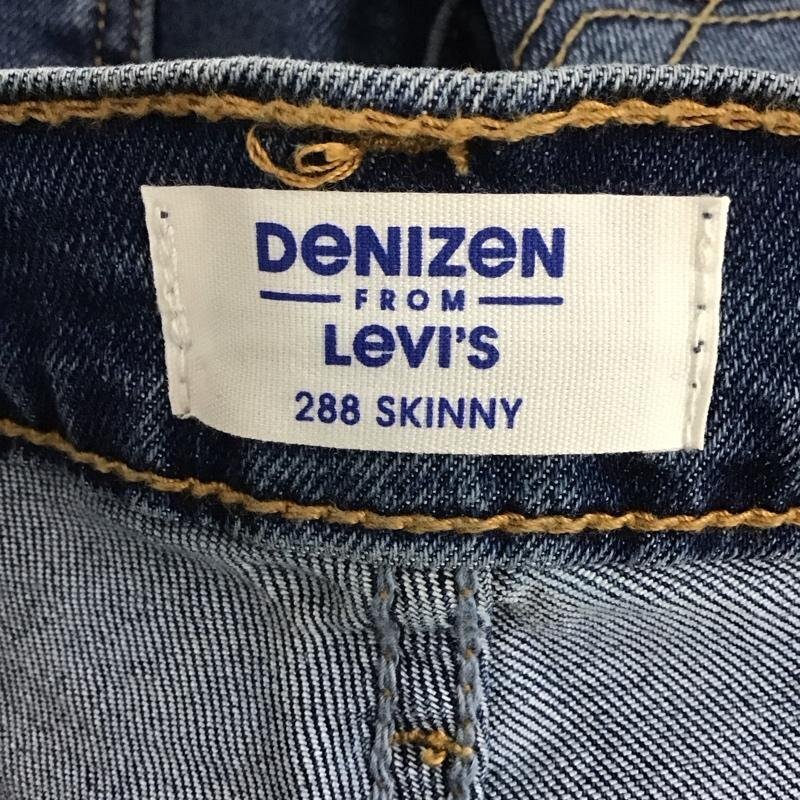 DeNIZeN
FROM
LeVI'S
288 SKINNY